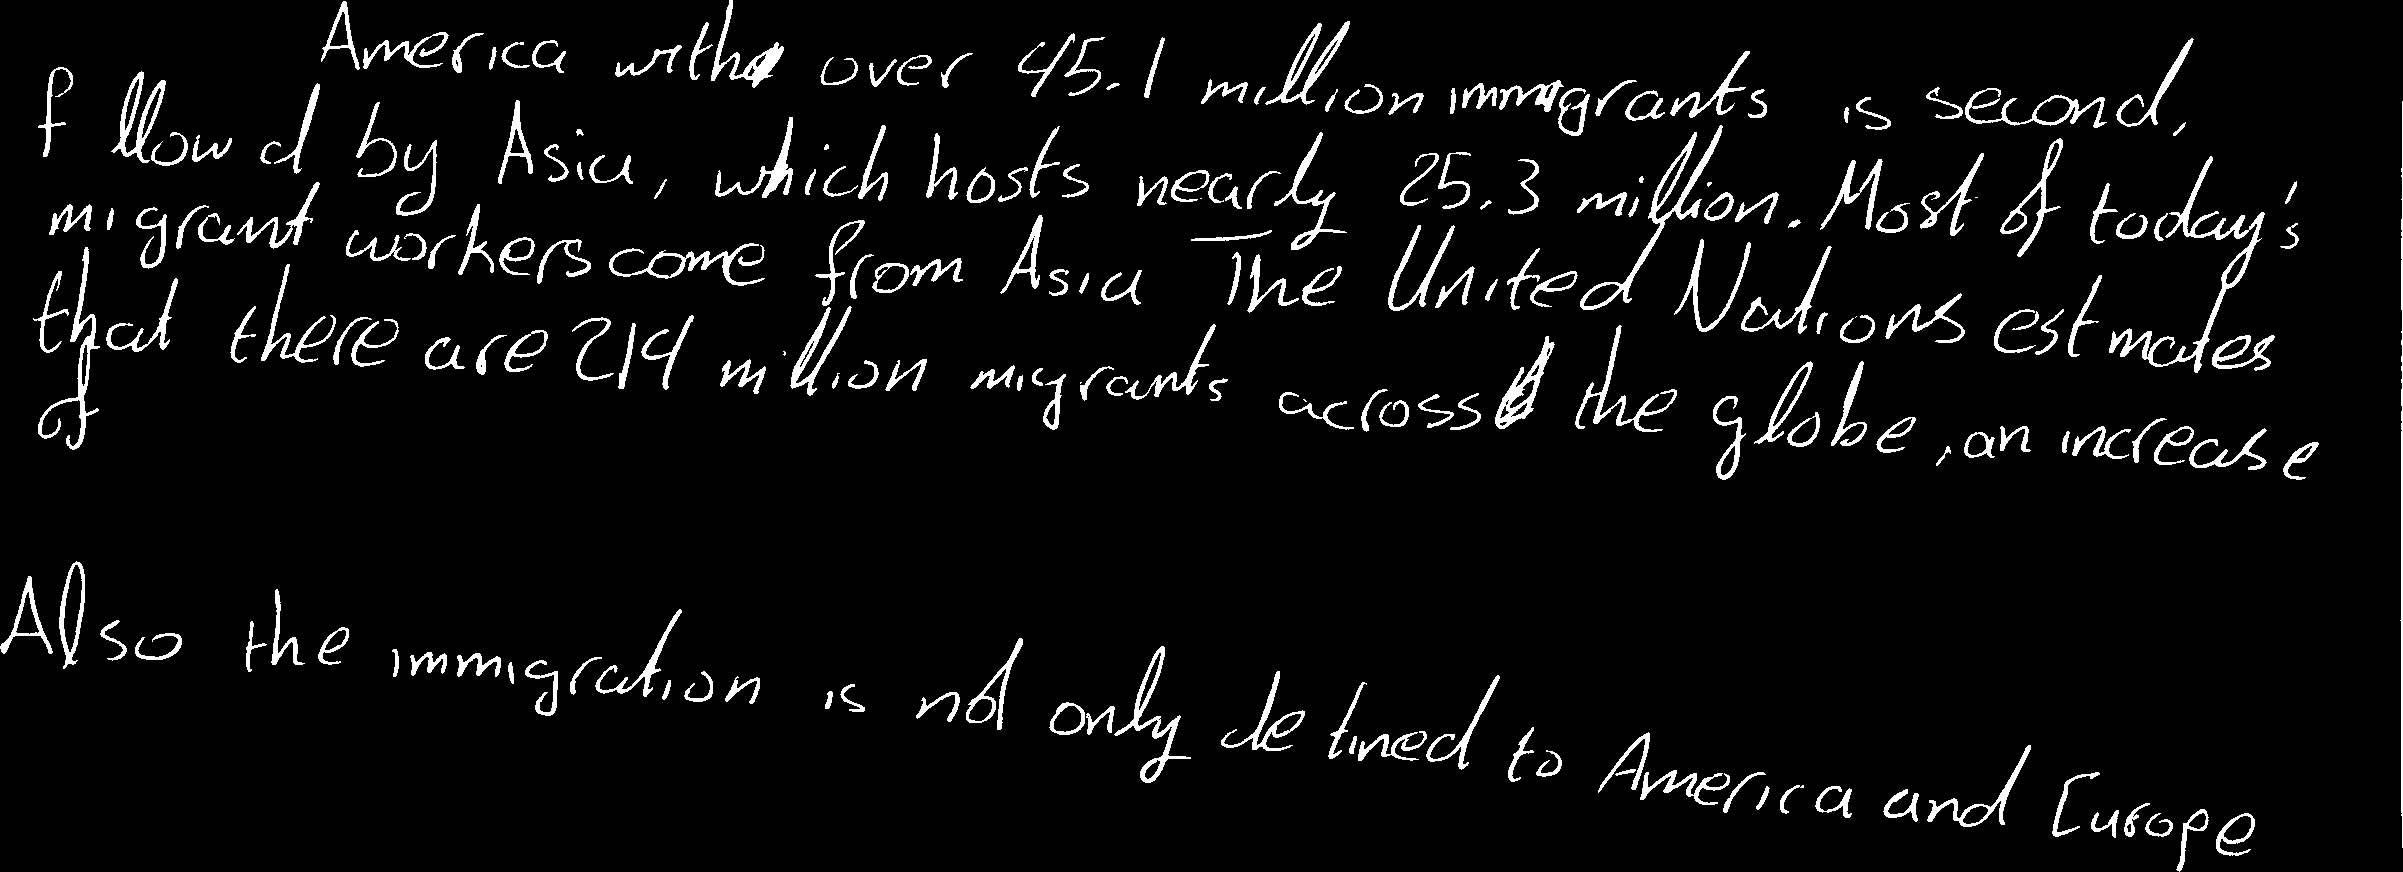 America with over 45.1 million immigrants is second,
f llow d by Asia, which hosts nearly 25.3 million. Most of today's
migrant workers come from Asia The United Nations estmates
that there are 214 million migrants across the globe, an increase
of
Also the immigration is not only detined to America and Europe